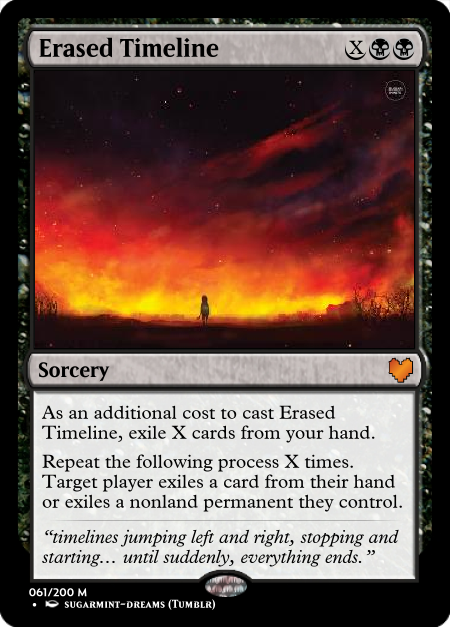 Erased Timeline X
Sorcery
As an additional cost to cast Erased
Timeline, exile X cards from your hand.
Repeat the following process X times.
Target player exiles a card from their hand
or exiles a nonland permanent they control.
“timelines jumping left and right, stopping and
starting… until suddenly, everything ends.”
061/200 M
• SUGARMINT-DREAMS (TUMBLR)